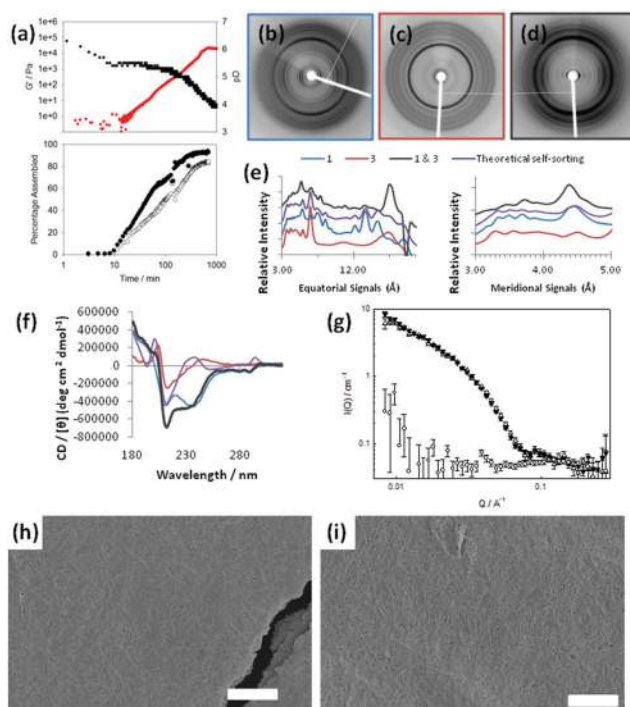 (a)
1e+6
1e+5
1e+4
1e+3
1e+2
1e+1
1e+0
G' / Pa
7
6
5
4
3
pD
100
80
60
40
20
0
Percentage Assembled
1 10 100 1000
Time / min
(b)
(c)
(d)
1 3 1 & 3 Theoretical self-sorting
(e)
Relative Intensity
3.00 12.00
Equatorial Signals (Å)
Relative Intensity
3.00 4.00 5.00
Meridional Signals (Å)
(f)
600000
400000
200000
0
-200000
-400000
-600000
-800000
CD / [θ] (deg cm² dmol⁻¹)
180 230 280
Wavelength / nm
(g)
10
1
0.1
I(Q) / cm⁻¹
0.01 0.1
Q / A⁻¹
(h)
(i)